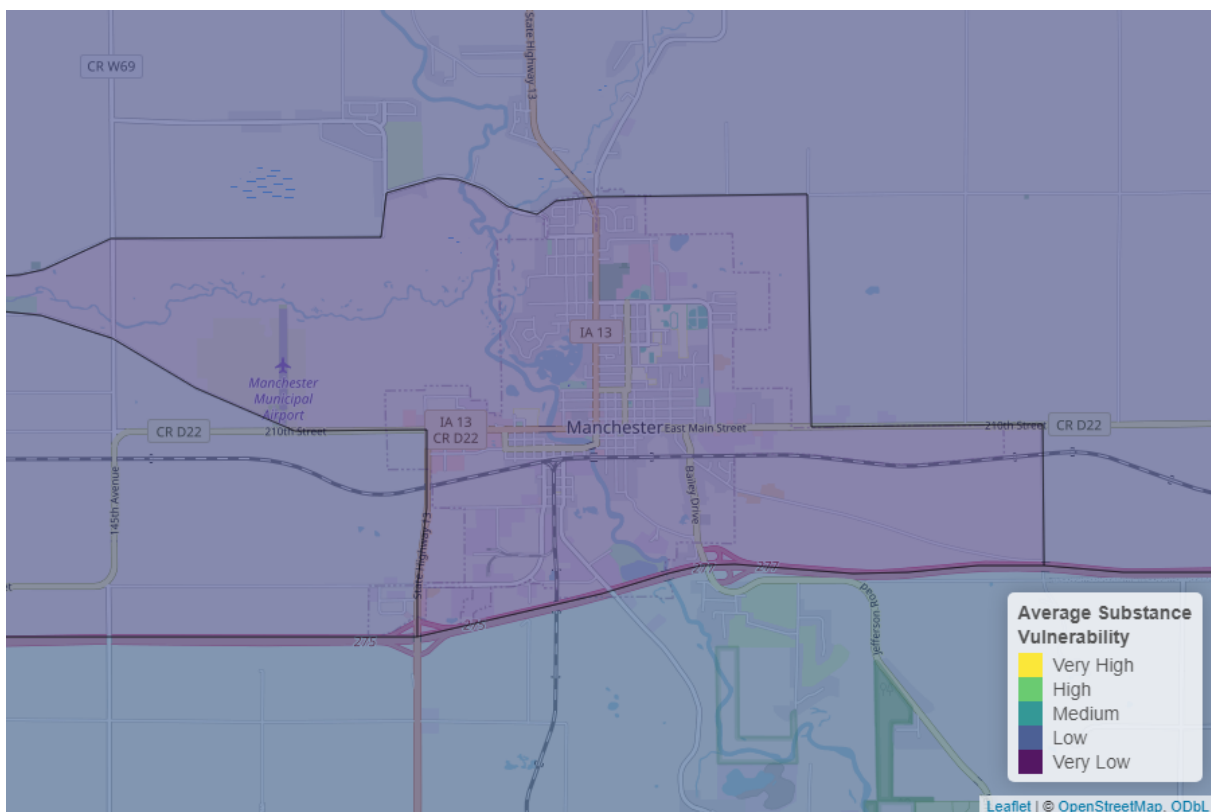 State Highway 13
CR W69
IA 13
Manchester
Municipal
Airport
IA 13
CR D22
CR D22
210th Street
Manchester
East Main Street
210th Street
CR D22
145th Avenue
State Highway 13
Bailey Drive
277
277
275
275
Jefferson Road
Average Substance
Vulnerability
Very High
High
Medium
Low
Very Low
Leaflet | © OpenStreetMap, ODbL